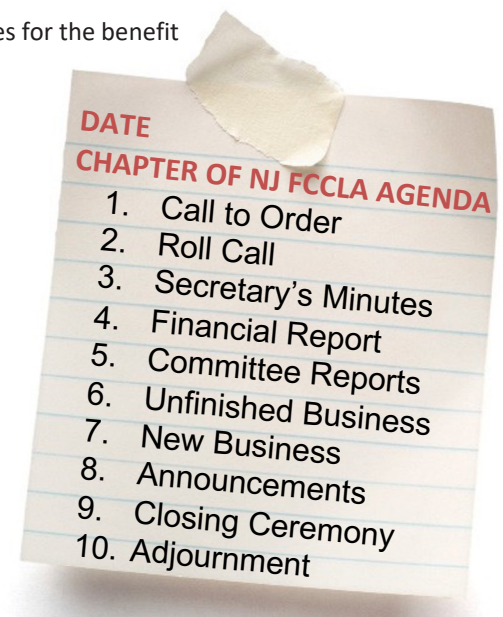 es for the benefit
DATE
CHAPTER OF NJ FCCLA AGENDA
1. Call to Order
2. Roll Call
3. Secretary's Minutes
4. Financial Report
5. Committee Reports
6. Unfinished Business
7. New Business
8. Announcements
9. Closing Ceremony
10. Adjournment